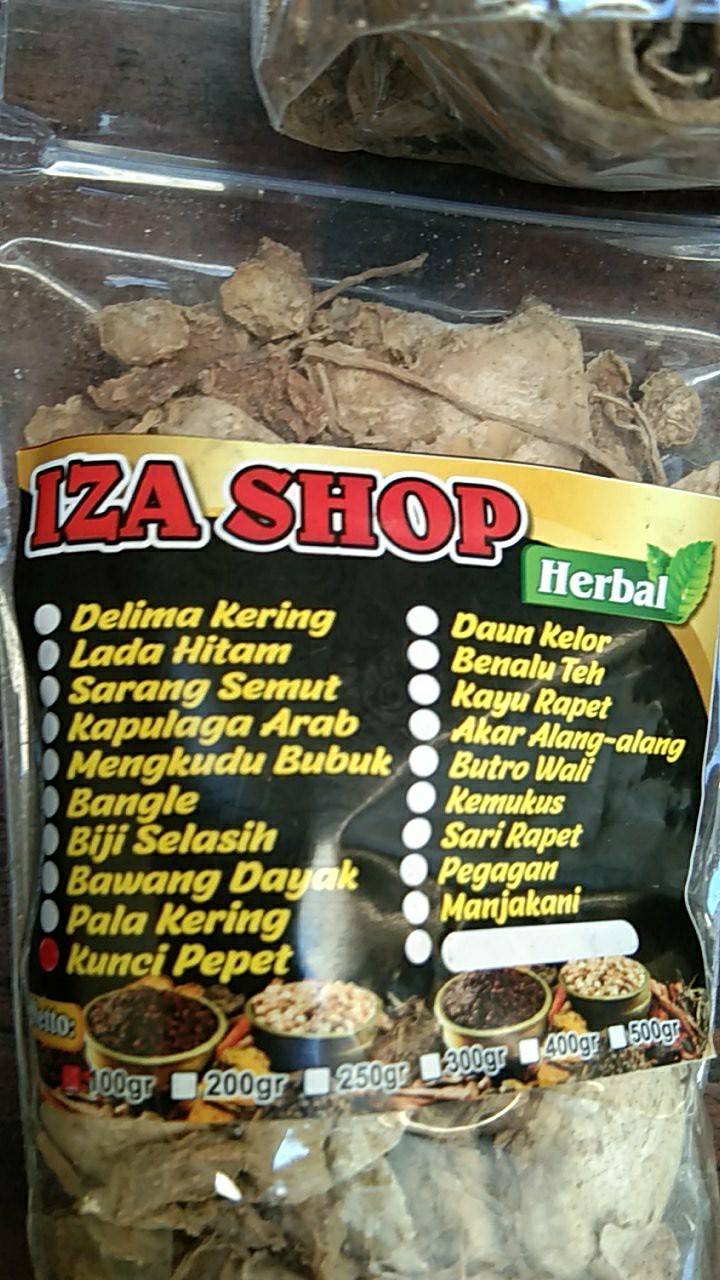 IZA SHOP
Herbal
Delima Kering
Lada Hitam
Sarang Semut
Kapulaga Arab
Mengkudu Bubuk
Bangle
Biji Selasih
Bawang Dayak
Pala Kering
Kunci Pepet
Daun Kelor
Benalu Teh
Kayu Rapet
Akar Alang-alang
Butro Wali
Kemukus
Sari Rapet
Pegagan
Manjakani
100gr 200gr 250gr 300gr 400gr 500gr